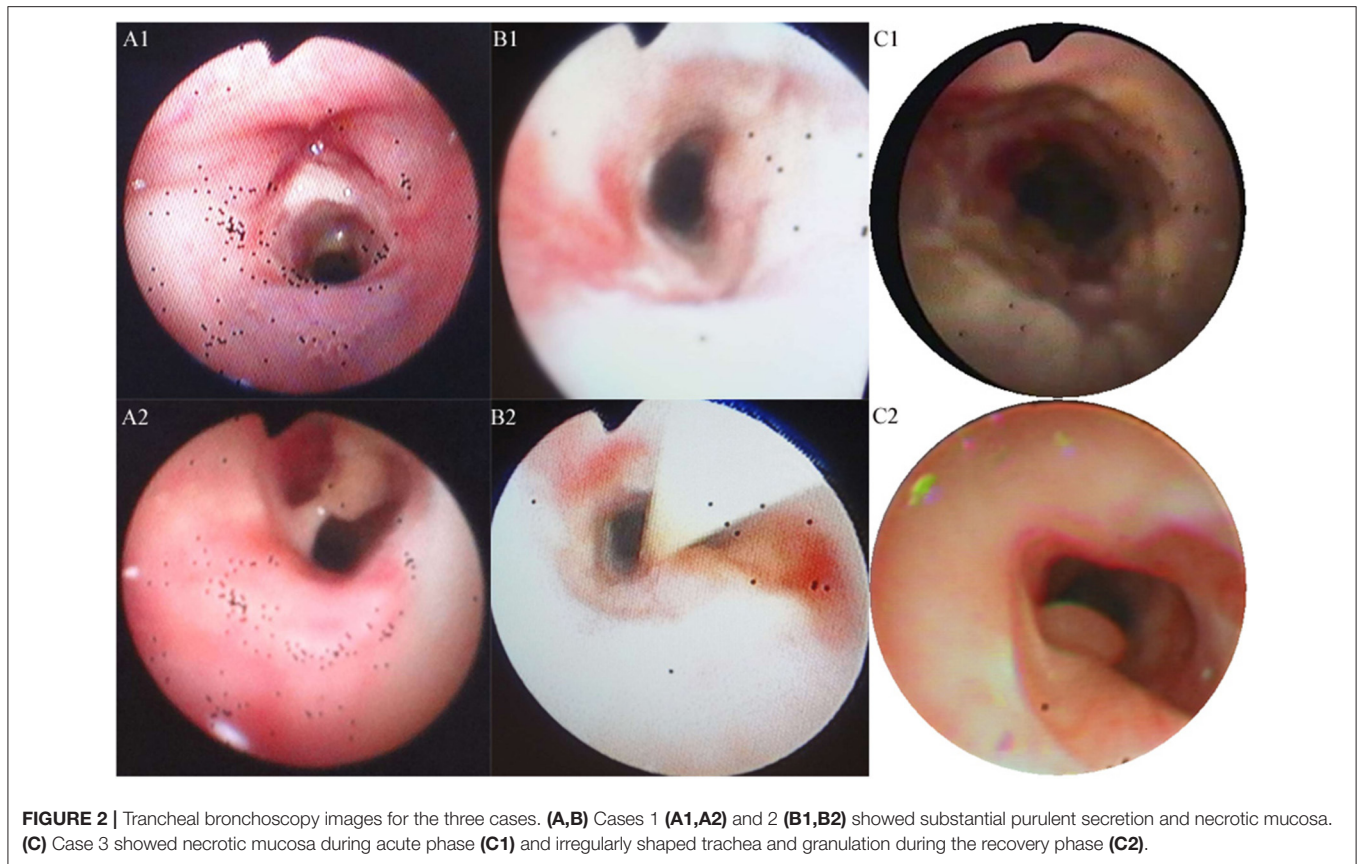 A1
B1
C1
A2
B2
C2
FIGURE 2 | Trancheal bronchoscopy images for the three cases. (A,B) Cases 1 (A1,A2) and 2 (B1,B2) showed substantial purulent secretion and necrotic mucosa.
(C) Case 3 showed necrotic mucosa during acute phase (C1) and irregularly shaped trachea and granulation during the recovery phase (C2).